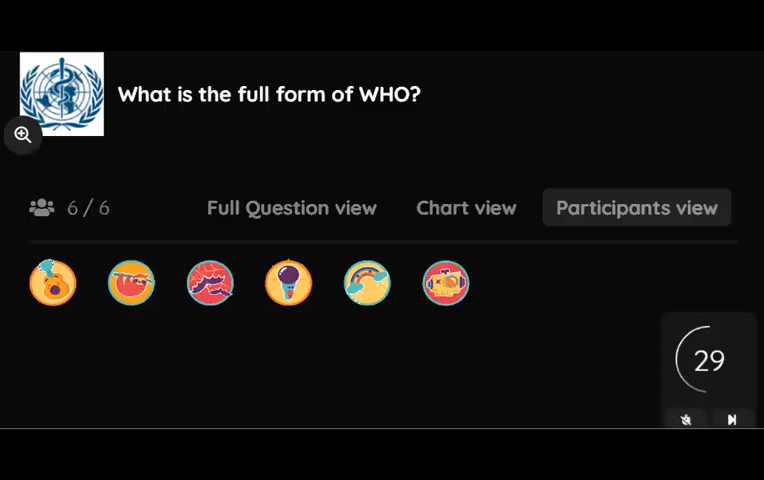 What is the full form of WHO?
6 / 6
Full Question view
Chart view
Participants view
29